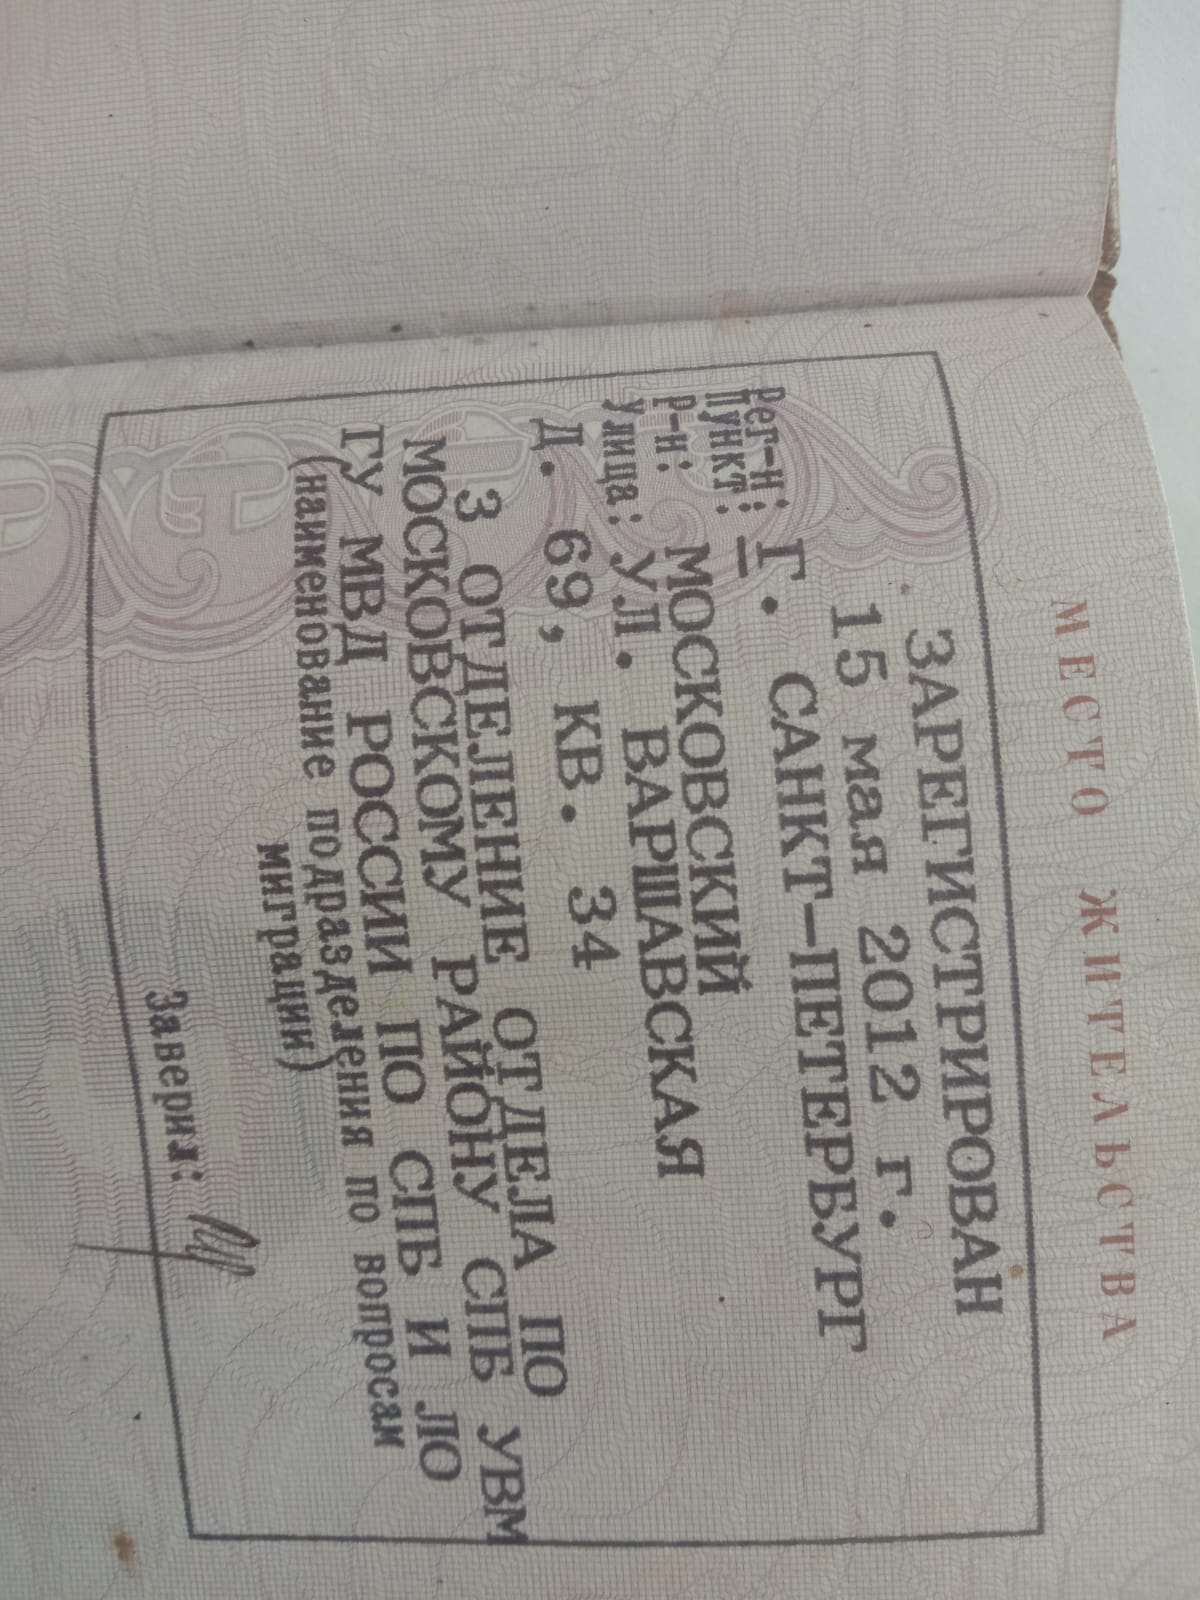 МЕСТО ЖИТЕЛЬСТВА
ЗАРЕГИСТРИРОВАН
15 мая 2012 г.
Рег-н: Г. САНКТ-ПЕТЕРБУРГ
Пункт: —
Р-н: МОСКОВСКИЙ
Улица: УЛ. ВАРШАВСКАЯ
Д. 69, КВ. 34
3 ОТДЕЛЕНИЕ ОТДЕЛА ПО
МОСКОВСКОМУ РАЙОНУ СПБ УВМ
ГУ МВД РОССИИ ПО СПБ И ЛО
(наименование подразделения по вопросам
миграции)
Заверил: